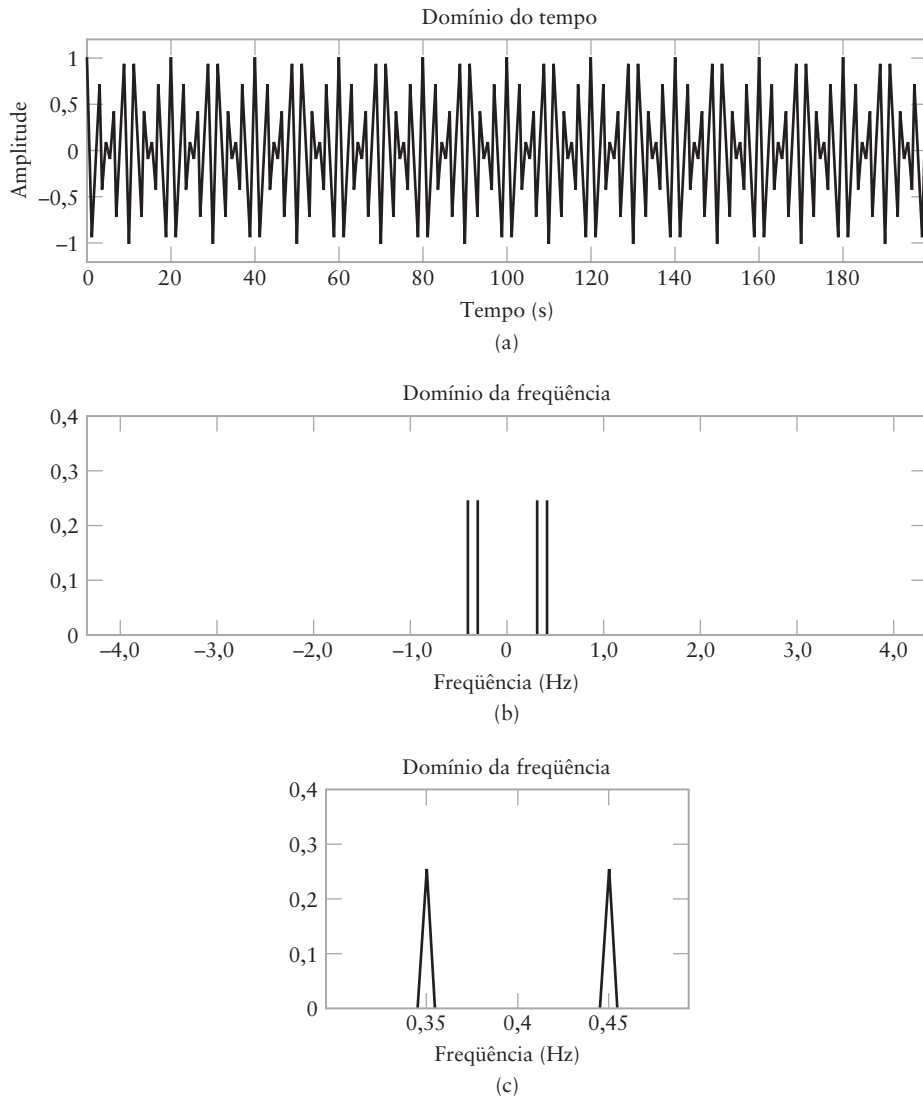 Domínio do tempo
1
0,5
0
–0,5
–1
Amplitude
0 20 40 60 80 100 120 140 160 180
Tempo (s)
(a)
Domínio da freqüência
0,4
0,3
0,2
0,1
0
–4,0 –3,0 –2,0 –1,0 0 1,0 2,0 3,0 4,0
Freqüência (Hz)
(b)
Domínio da freqüência
0,4
0,3
0,2
0,1
0
0,35 0,4 0,45
Freqüência (Hz)
(c)